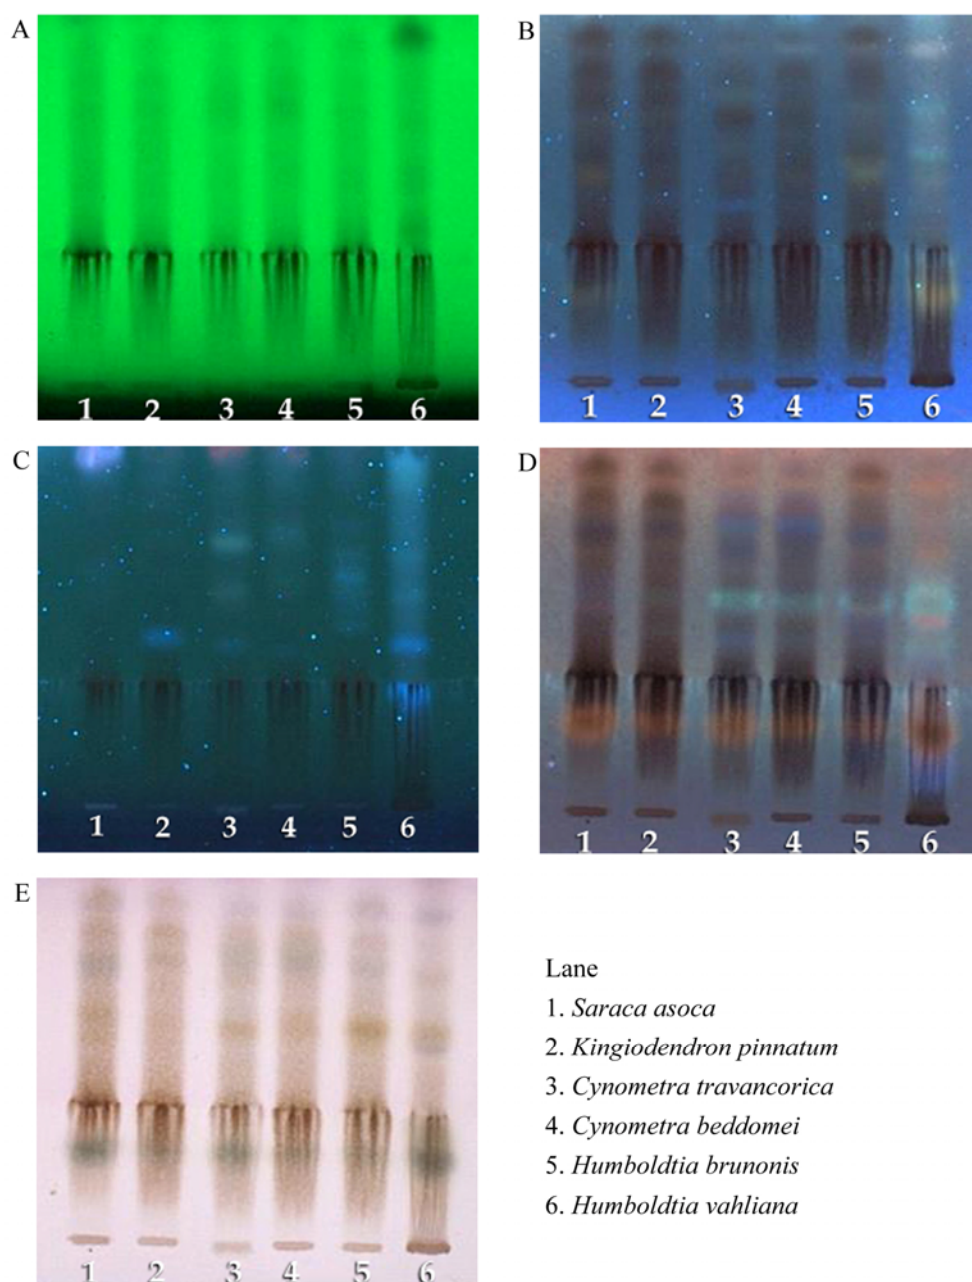 A
1 2 3 4 5 6
B
1 2 3 4 5 6
C
1 2 3 4 5 6
D
1 2 3 4 5 6
E
1 2 3 4 5 6
Lane
1. Saraca asoca
2. Kingiodendron pinnatum
3. Cynometra travancorica
4. Cynometra beddomei
5. Humboldtia brunonis
6. Humboldtia vahliana